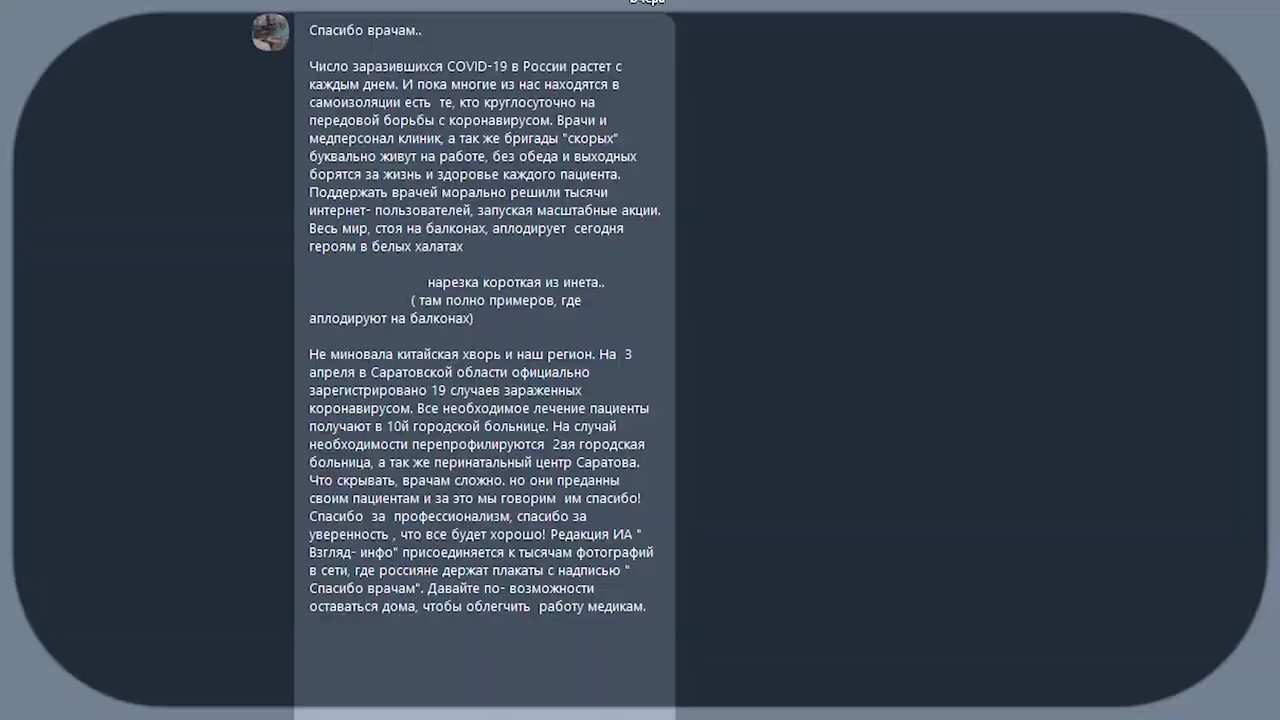 Вчера
Спасибо врачам..
Число заразившихся COVID-19 в России растет с
каждым днем. И пока многие из нас находятся в
самоизоляции есть  те, кто круглосуточно на
передовой борьбы с коронавирусом. Врачи и
медперсонал клиник, а так же бригады "скорых"
буквально живут на работе, без обеда и выходных
борятся за жизнь и здоровье каждого пациента.
Поддержать врачей морально решили тысячи
интернет- пользователей, запуская масштабные акции.
Весь мир, стоя на балконах, аплодирует  сегодня
героям в белых халатах
нарезка короткая из инета..
( там полно примеров, где
аплодируют на балконах)
Не миновала китайская хворь и наш регион. На  3
апреля в Саратовской области официально
зарегистрировано 19 случаев зараженных
коронавирусом. Все необходимое лечение пациенты
получают в 10й городской больнице. На случай
необходимости перепрофилируются  2ая городская
больница, а так же перинатальный центр Саратова.
Что скрывать, врачам сложно. но они преданны
своим пациентам и за это мы говорим  им спасибо!
Спасибо  за  профессионализм, спасибо за
уверенность , что все будет хорошо! Редакция ИА "
Взгляд- инфо" присоединяется к тысячам фотографий
в сети, где россияне держат плакаты с надписью "
Спасибо врачам". Давайте по- возможности
оставаться дома, чтобы облегчить  работу медикам.